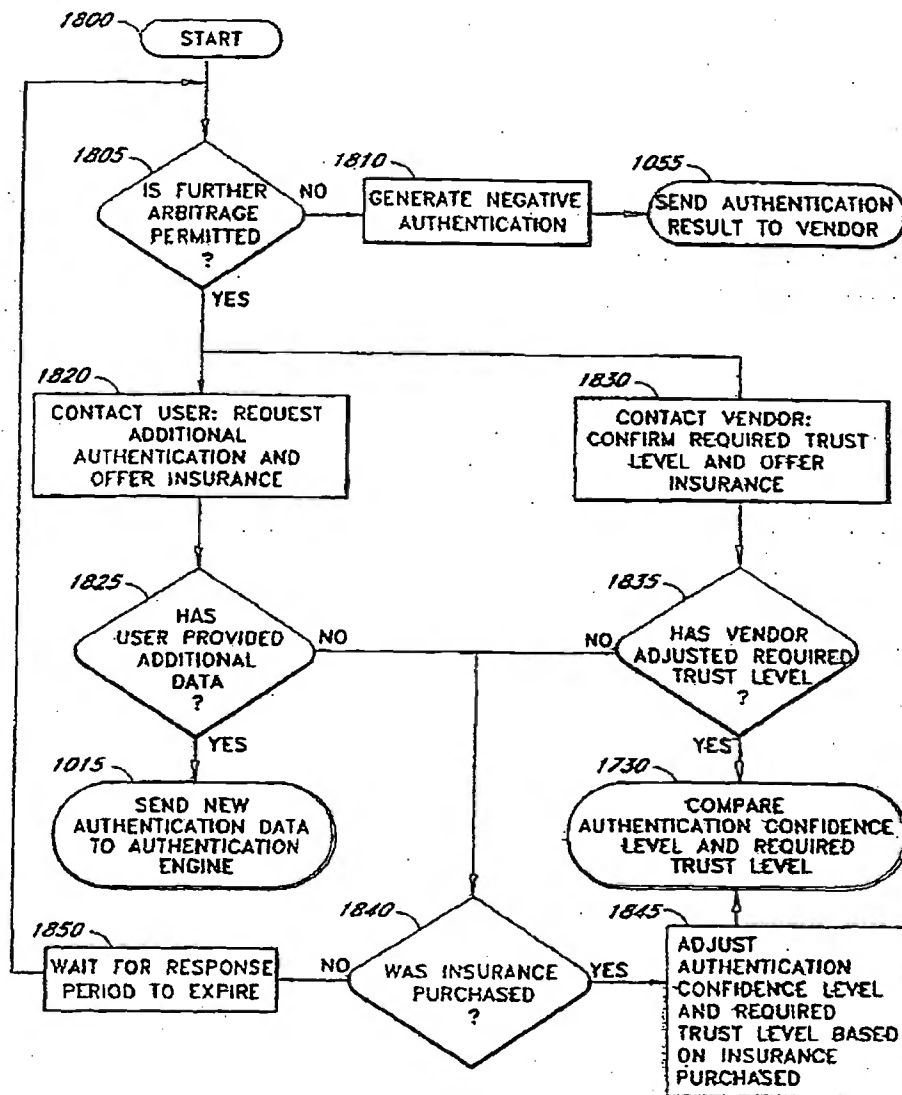 1800
START
1805
IS FURTHER
ARBITRAGE
PERMITTED
?
NO
YES
1810
GENERATE NEGATIVE
AUTHENTICATION
1055
SEND AUTHENTICATION
RESULT TO VENDOR
1820
CONTACT USER: REQUEST
ADDITIONAL
AUTHENTICATION AND
OFFER INSURANCE
1830
CONTACT VENDOR:
CONFIRM REQUIRED TRUST
LEVEL AND OFFER
INSURANCE
1825
HAS
USER PROVIDED
ADDITIONAL
DATA
?
NO
YES
1835
HAS VENDOR
ADJUSTED REQUIRED
TRUST LEVEL
?
NO
YES
1015
SEND NEW
AUTHENTICATION DATA
TO AUTHENTICATION
ENGINE
1730
COMPARE
AUTHENTICATION CONFIDENCE
LEVEL AND REQUIRED
TRUST LEVEL
1840
WAS INSURANCE
PURCHASED
?
NO
YES
1850
WAIT FOR RESPONSE
PERIOD TO EXPIRE
1845
ADJUST
AUTHENTICATION
CONFIDENCE LEVEL
AND REQUIRED
TRUST LEVEL BASED
ON INSURANCE
PURCHASED